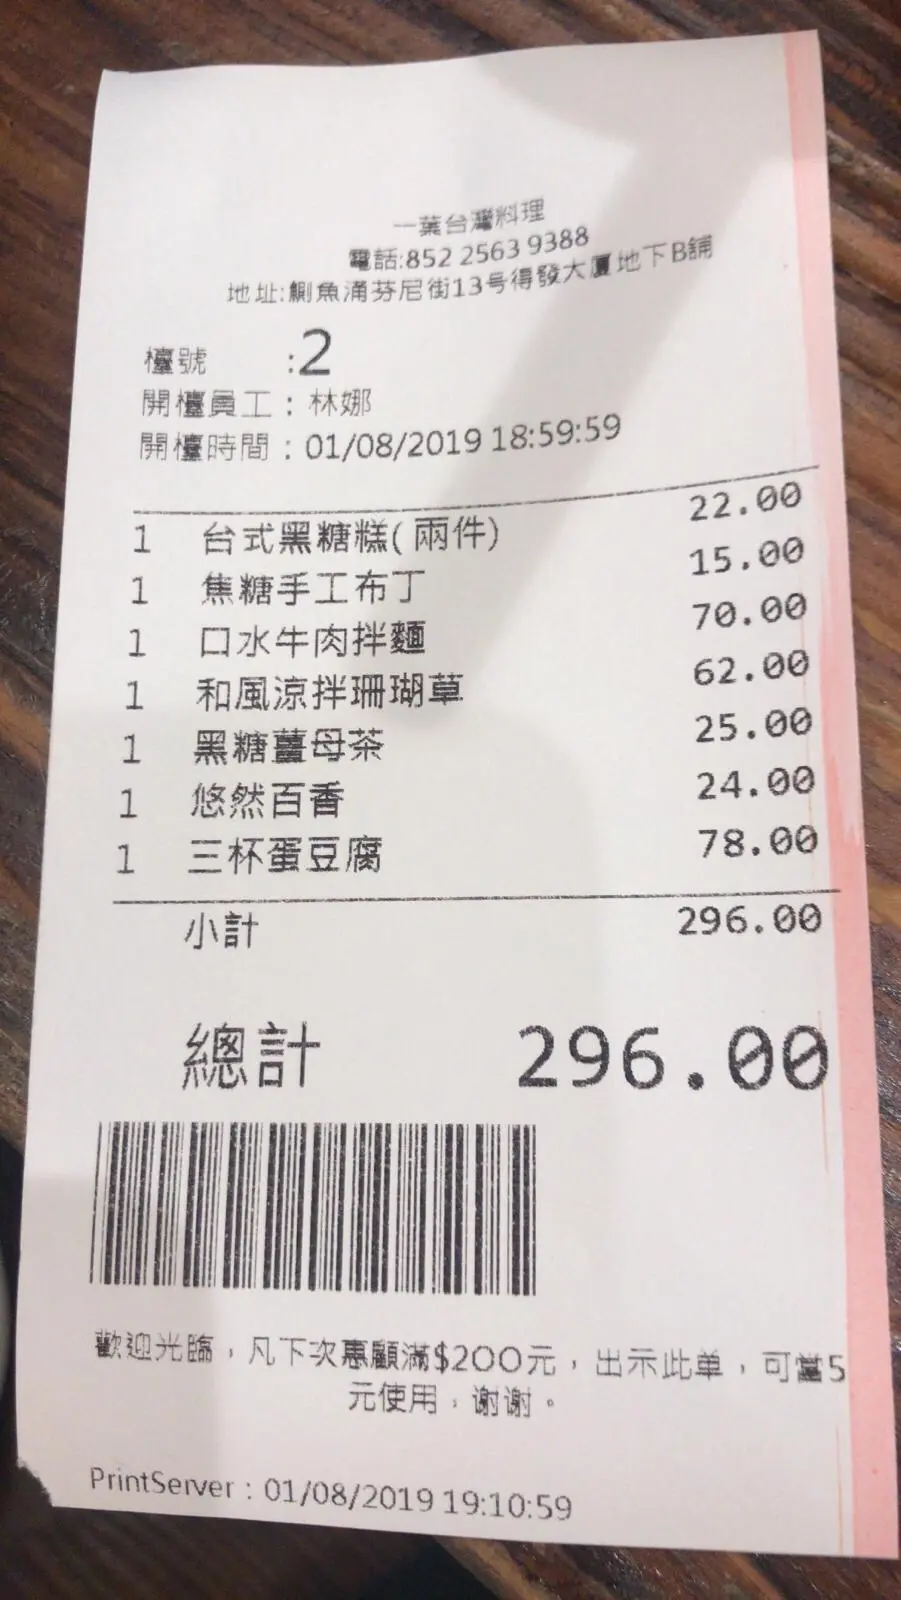 一葉台灣料理
電話:852 2563 9388
地址:鰂魚涌芬尼街13号得發大廈地下B舖
檯號 :2
開檯員工：林娜
開檯時間：01/08/2019 18:59:59
1 台式黑糖糕(兩件) 22.00
1 焦糖手工布丁 15.00
1 口水牛肉拌麵 70.00
1 和風涼拌珊瑚草 62.00
1 黑糖薑母茶 25.00
1 悠然百香 24.00
1 三杯蛋豆腐 78.00
小計 296.00
總計 296.00
歡迎光臨，凡下次惠顧滿$200元，出示此单，可當5
元使用，谢谢。
PrintServer：01/08/2019 19:10:59